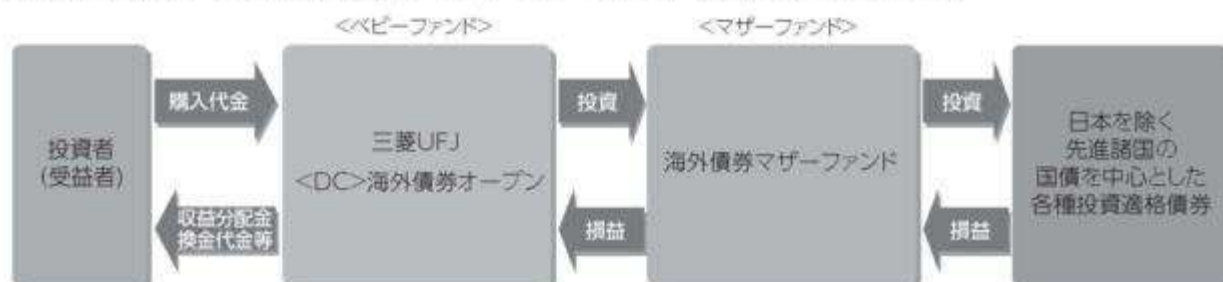 <ベビーファンド>
<マザーファンド>
投資者
(受益者)
購入代金
収益分配金
換金代金等
三菱UFJ
<DC>海外債券オープン
投資
損益
海外債券マザーファンド
投資
損益
日本を除く
先進諸国の
国債を中心とした
各種投資適格債券